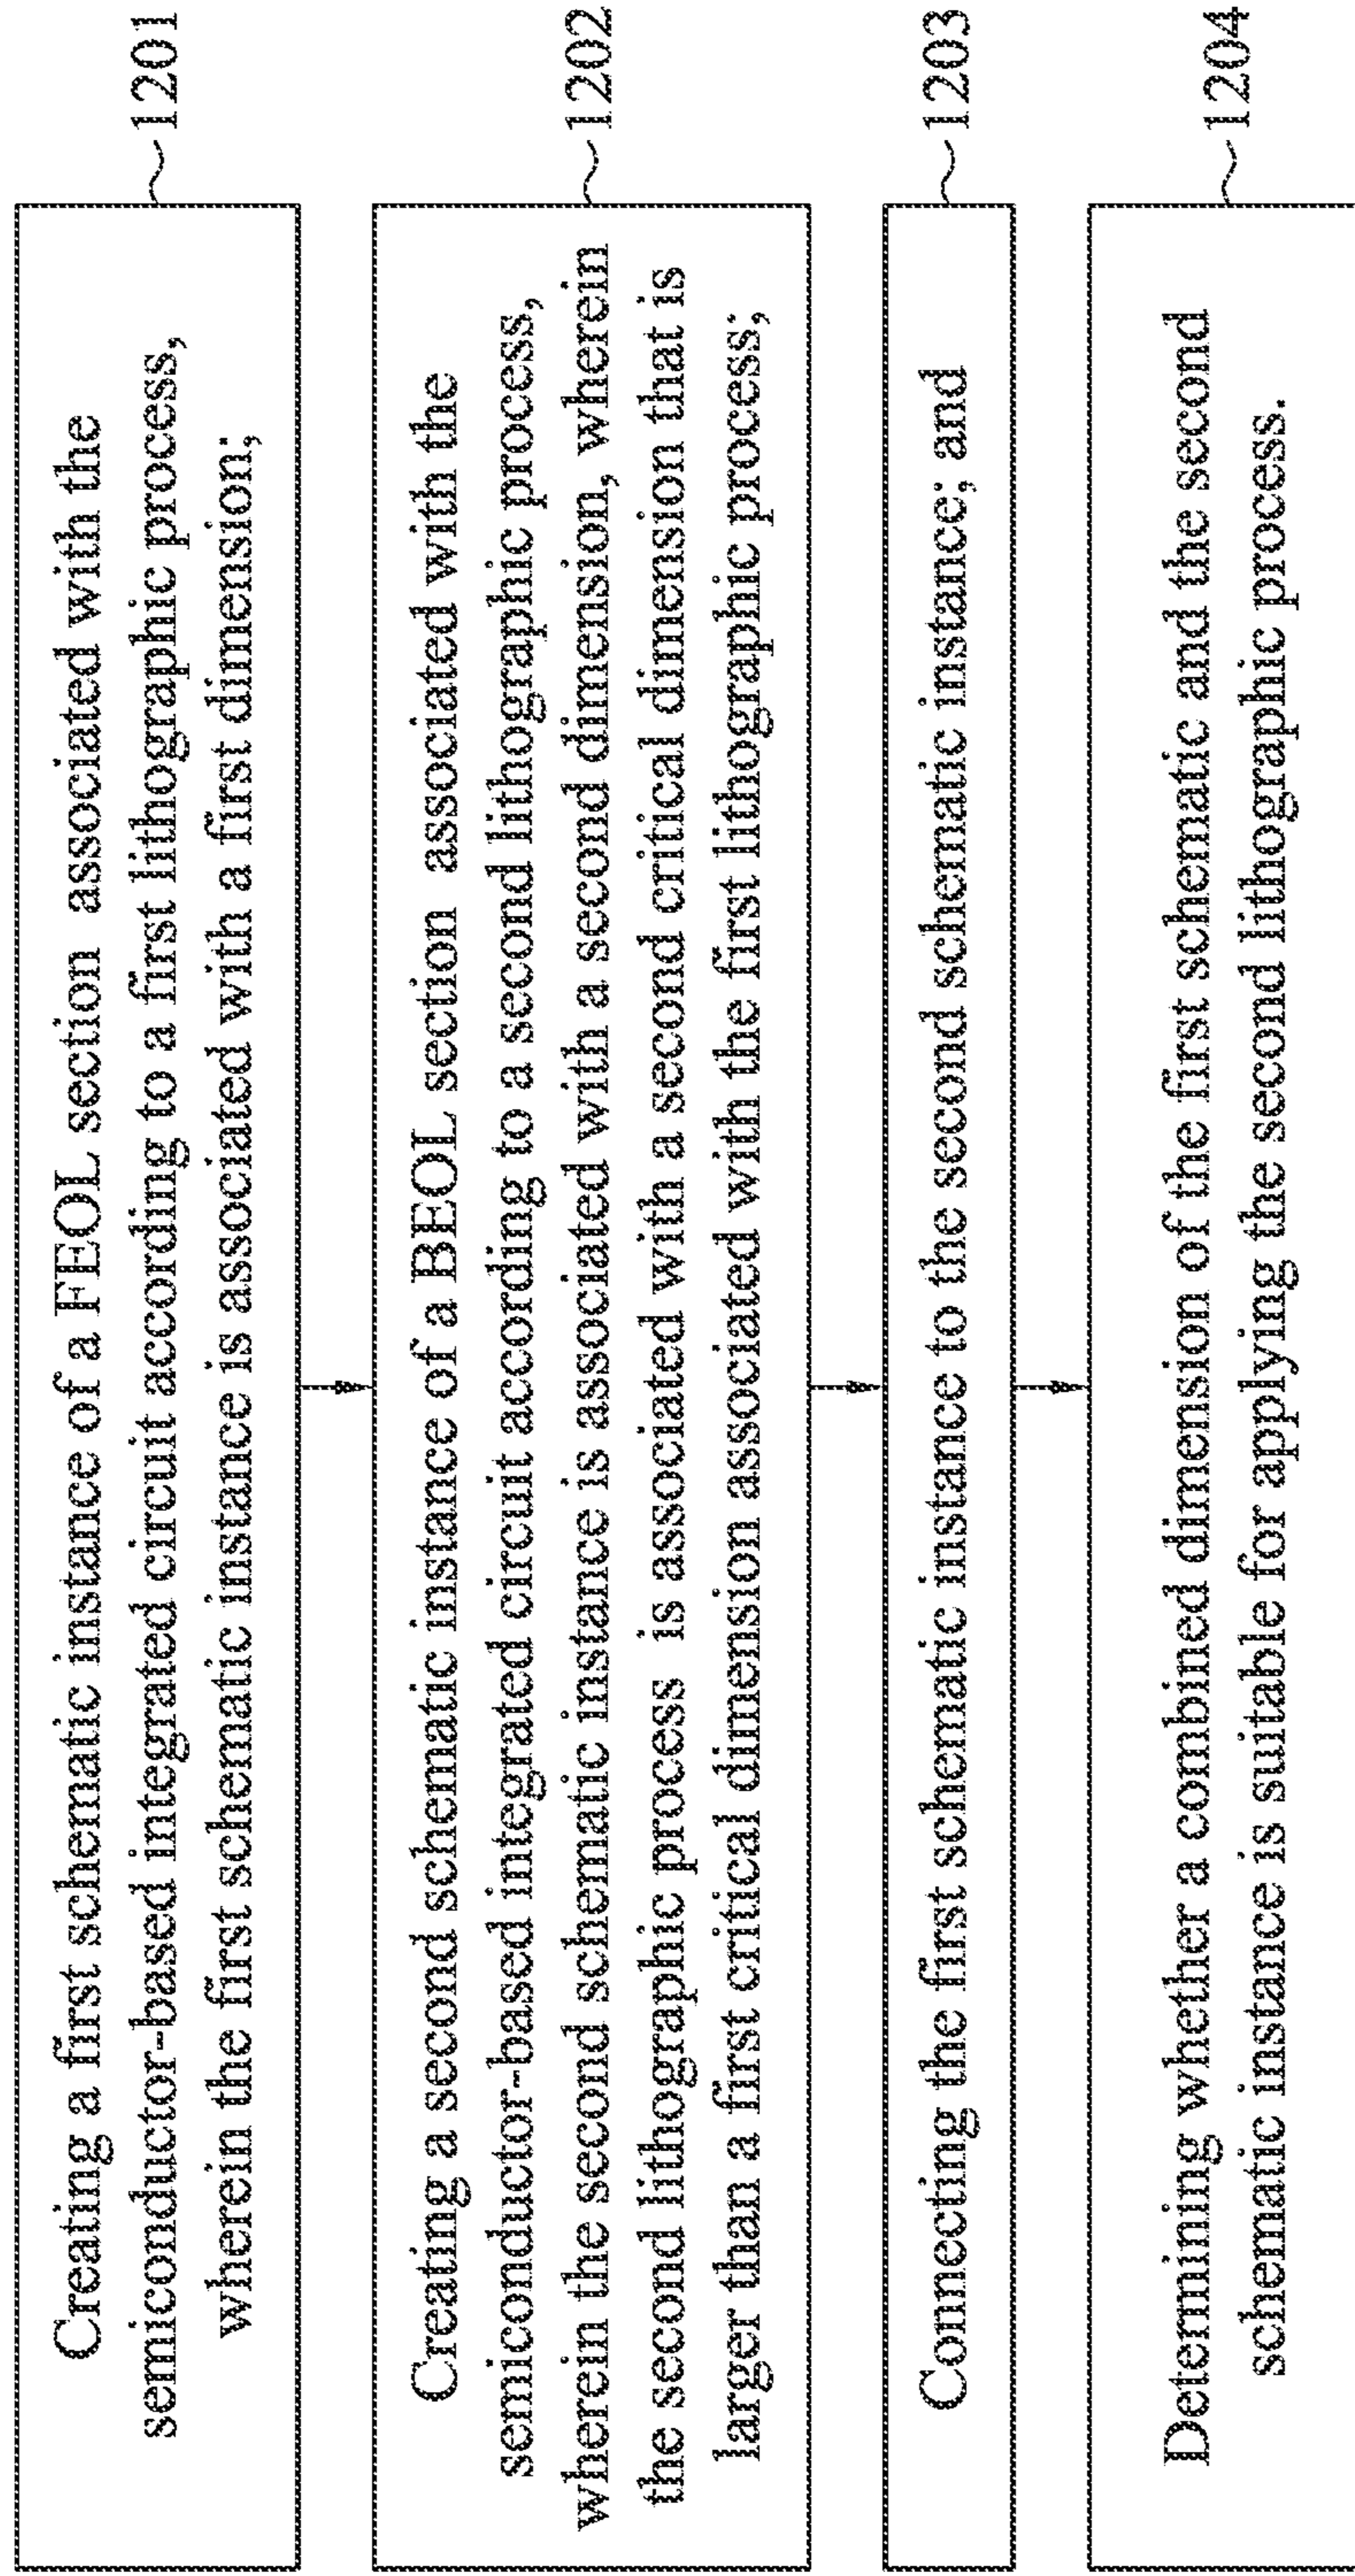 Creating a first schematic instance of a FEOL section associated with the
semiconductor-based integrated circuit according to a first lithographic process,
wherein the first schematic instance is associated with a first dimension;
1201
Creating a second schematic instance of a BEOL section associated with the
semiconductor-based integrated circuit according to a second lithographic process,
wherein the second schematic instance is associated with a second dimension, wherein
the second lithographic process is associated with a second critical dimension that is
larger than a first critical dimension associated with the first lithographic process;
1202
Connecting the first schematic instance to the second schematic instance; and
1203
Determining whether a combined dimension of the first schematic and the second
schematic instance is suitable for applying the second lithographic process.
1204